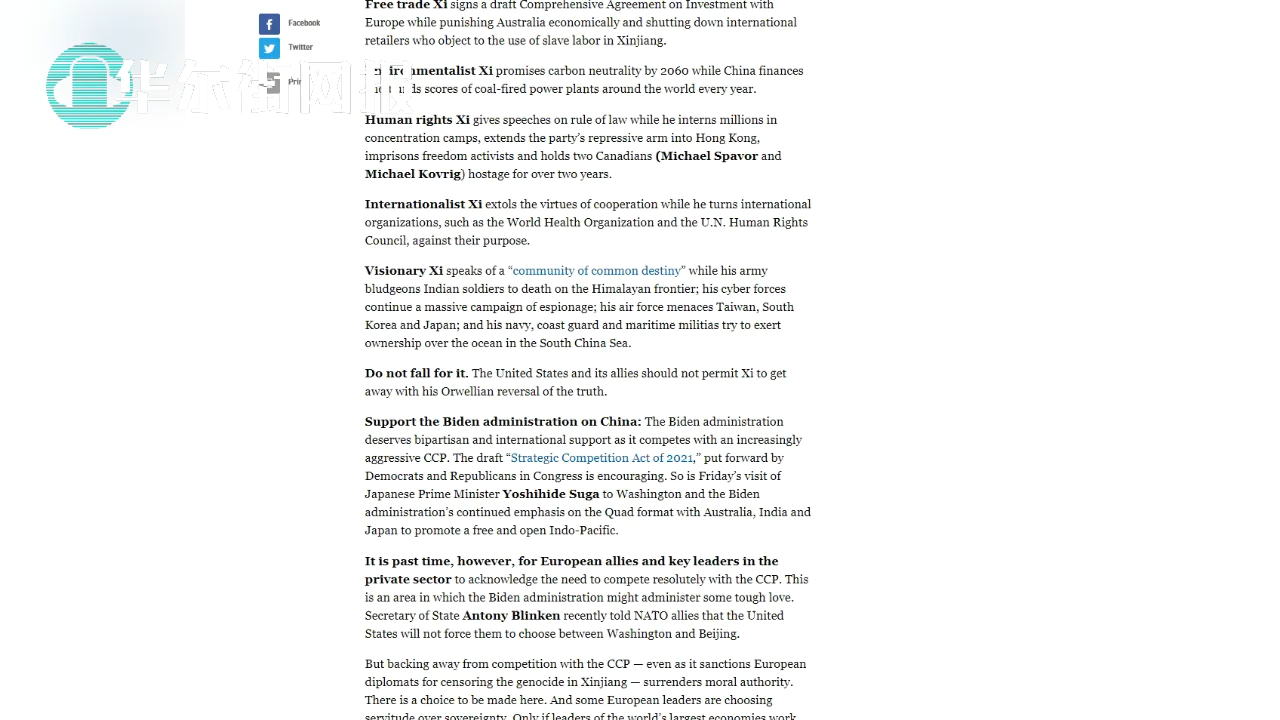 Free trade Xi signs a draft Comprehensive Agreement on Investment with
Europe while punishing Australia economically and shutting down international
retailers who object to the use of slave labor in Xinjiang.
Facebook
Twitter
华尔街网报
Environmentalist Xi promises carbon neutrality by 2060 while China finances
scores of coal-fired power plants around the world every year.
Human rights Xi gives speeches on rule of law while he interns millions in
concentration camps, extends the party’s repressive arm into Hong Kong,
imprisons freedom activists and holds two Canadians (Michael Spavor and
Michael Kovrig) hostage for over two years.
Internationalist Xi extols the virtues of cooperation while he turns international
organizations, such as the World Health Organization and the U.N. Human Rights
Council, against their purpose.
Visionary Xi speaks of a “community of common destiny” while his army
bludgeons Indian soldiers to death on the Himalayan frontier; his cyber forces
continue a massive campaign of espionage; his air force menaces Taiwan, South
Korea and Japan; and his navy, coast guard and maritime militias try to exert
ownership over the ocean in the South China Sea.
Do not fall for it. The United States and its allies should not permit Xi to get
away with his Orwellian reversal of the truth.
Support the Biden administration on China: The Biden administration
deserves bipartisan and international support as it competes with an increasingly
aggressive CCP. The draft “Strategic Competition Act of 2021,” put forward by
Democrats and Republicans in Congress is encouraging. So is Friday’s visit of
Japanese Prime Minister Yoshihide Suga to Washington and the Biden
administration’s continued emphasis on the Quad format with Australia, India and
Japan to promote a free and open Indo-Pacific.
It is past time, however, for European allies and key leaders in the
private sector to acknowledge the need to compete resolutely with the CCP. This
is an area in which the Biden administration might administer some tough love.
Secretary of State Antony Blinken recently told NATO allies that the United
States will not force them to choose between Washington and Beijing.
But backing away from competition with the CCP — even as it sanctions European
diplomats for censoring the genocide in Xinjiang — surrenders moral authority.
There is a choice to be made here. And some European leaders are choosing
servitude over sovereignty. Only if leaders of the world’s largest economies work